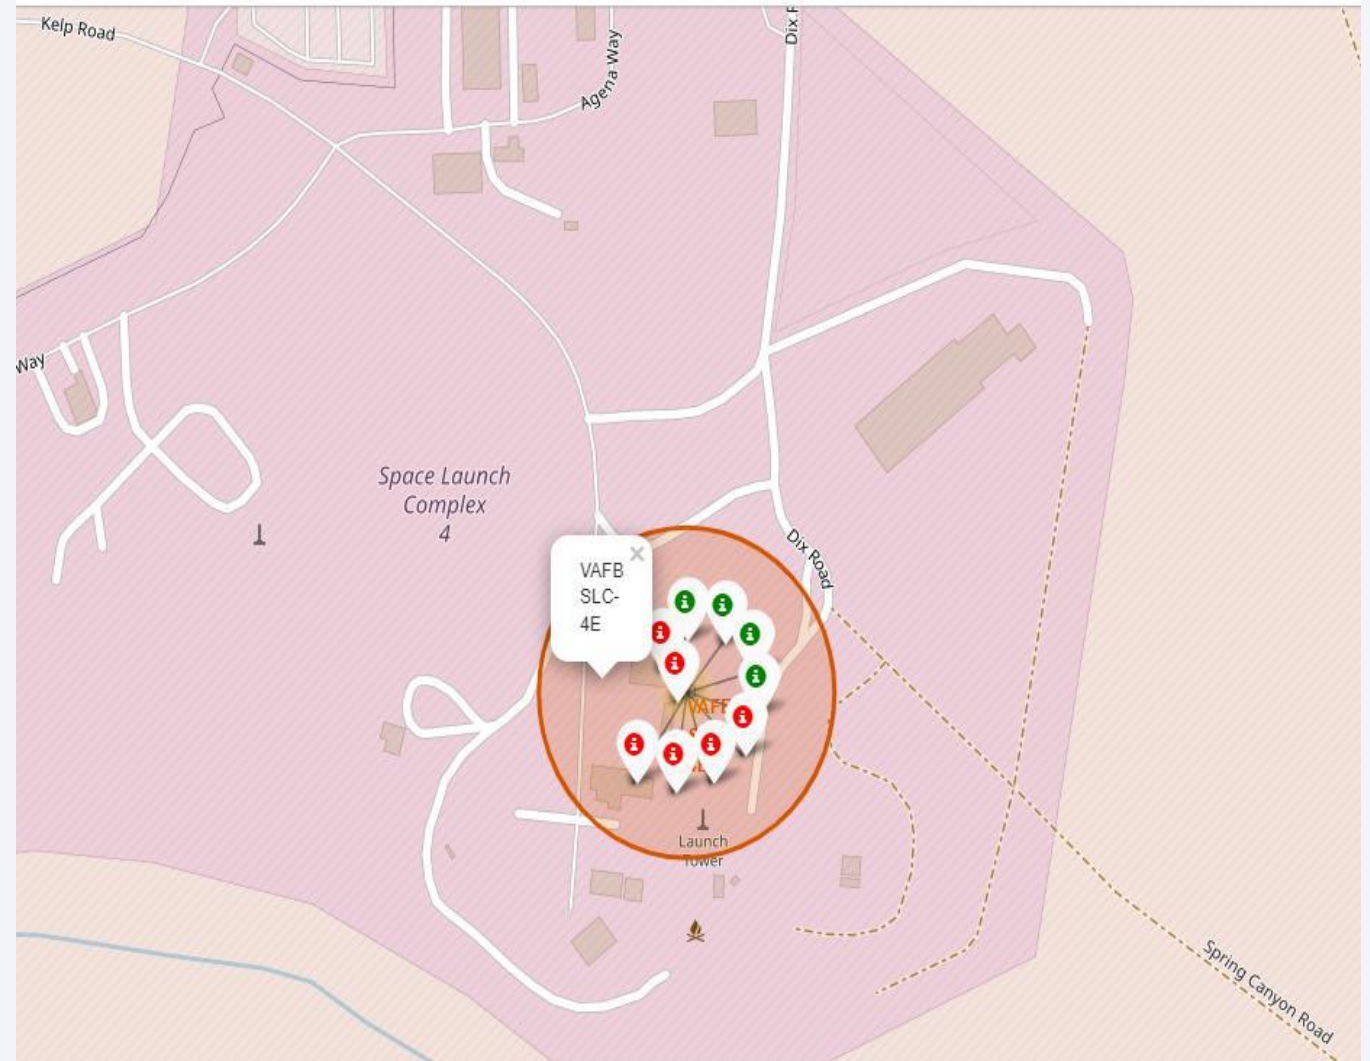 Kelp Road
Agena Way
Dix
Way
Space Launch
Complex
4
Dix Road
VAFB
SLC-
4E
×
VAFB
Launch
Tower
Spring Canyon Road